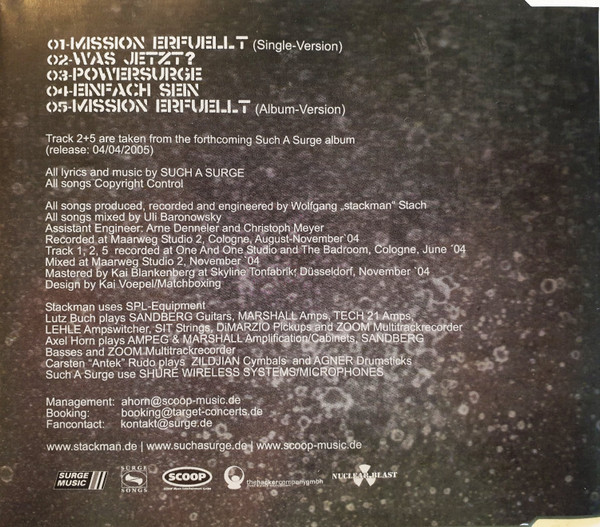 01-MISSION ERFUELLT (Single-Version)
02-WAS JETZT?
03-POWERSURGE
04-EINFACH SEIN
05-MISSION ERFUELLT (Album-Version)
Track 2+5 are taken from the forthcoming Such A Surge album
(release: 04/04/2005)
All lyrics and music by SUCH A SURGE
All songs Copyright Control
All songs produced, recorded and engineered by Wolfgang „stackman" Stach
All songs mixed by Uli Baronowsky
Assistant Engineer: Arne Denneler and Christoph Meyer
Recorded at Maarweg Studio 2, Cologne, August-November´04
Track 1, 2, 5 recorded at One And One Studio and The Badroom, Cologne, June ´04
Mixed at Maarweg Studio 2, November ´04
Mastered by Kai Blankenberg at Skyline Tonfabrik, Düsseldorf, November ´04
Design by Kai Voepel/Matchboxing
Stackman uses SPL-Equipment
Lutz Buch plays SANDBERG Guitars, MARSHALL Amps, TECH 21 Amps,
LEHLE Ampswitcher, SIT Strings, DiMARZIO Pickups and ZOOM Multitrackrecorder
Axel Horn plays AMPEG & MARSHALL Amplification/Cabinets, SANDBERG
Basses and ZOOM Multitrackrecorder
Carsten "Antek" Rudo plays ZILDJIAN Cymbals and AGNER Drumsticks
Such A Surge use SHURE WIRELESS SYSTEMS/MICROPHONES
Management: ahorn@scoop-music.de
Booking: booking@target-concerts.de
Fancontact: kontakt@surge.de
www.stackman.de | www.suchasurge.de | www.scoop-music.de
SURGE MUSIC
SURGE SONGS
SCOOP
thehackercompanygmbh
NUCLEAR BLAST